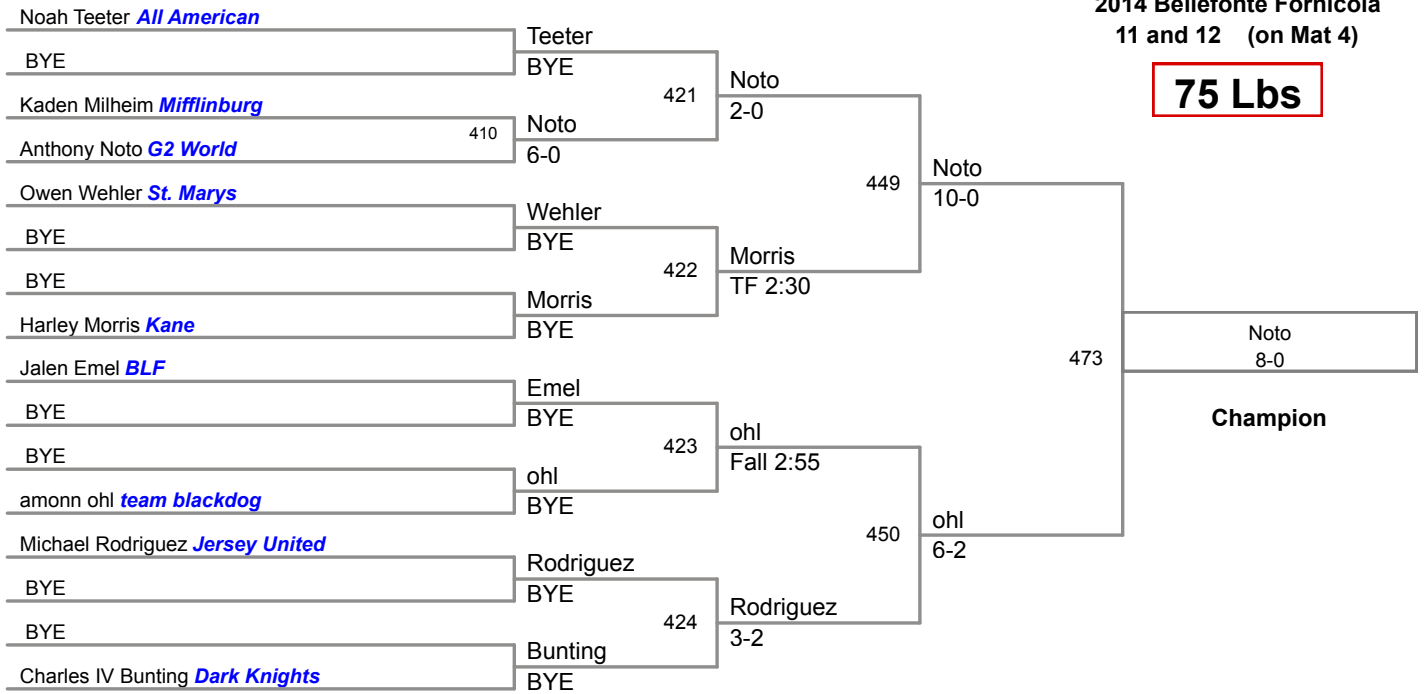 2014 Bellefonte Fornicola
11 and 12 (on Mat 4)
75 Lbs
Noah Teeter All American
BYE
Kaden Milheim Mifflinburg
Anthony Noto G2 World
Owen Wehler St. Marys
BYE
BYE
Harley Morris Kane
Jalen Emel BLF
BYE
BYE
amonn ohl team blackdog
Michael Rodriguez Jersey United
BYE
BYE
Charles IV Bunting Dark Knights
410
Teeter
BYE
Noto
6-0
Wehler
BYE
Morris
BYE
Emel
BYE
ohl
BYE
Rodriguez
BYE
Bunting
BYE
421
422
423
424
Noto
2-0
Morris
TF 2:30
ohl
Fall 2:55
Rodriguez
3-2
449
450
Noto
10-0
ohl
6-2
473
Noto
8-0
Champion